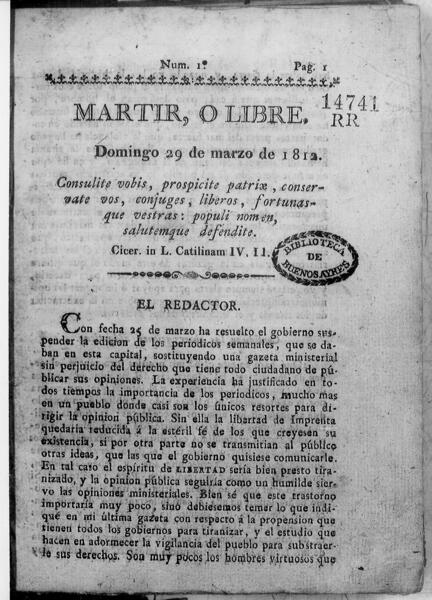 Num. 1.º Pag. 1
MARTIR, O LIBRE.
14741
RR
Domingo 29 de marzo de 1812.
Consulite vobis, prospicite patriæ, conser-
vate vos, conjuges, liberos, fortunas-
que vestras: populi nomen,
salutemque defendite.
Cicer. in L. Catilinam IV. II.
BIBLIOTECA
DE
BUENOS AYRES
EL REDACTOR.
Con fecha 25 de marzo ha resuelto el gobierno sus-
pender la edicion de los periodicos semanales, que se da-
ban en esta capital, sostituyendo una gazeta ministerial
sin perjuicio del derecho que tiene todo ciudadano de pú-
blicar sus opiniones. La experiencia ha justificado en to-
dos tiempos la importancia de los periodicos, mucho mas
en un pueblo donde casi son los únicos resortes para di-
rigir la opinion pública. Sin ella la libertad de Imprenta
quedaria reducida á la estéril fé de los que creyesen su
existencia, si por otra parte no se transmitian al público
otras ideas, que las que el gobierno quisiese comunicarle.
En tal caso el espíritu de LIBERTAD seria bien presto tira-
nizado, y la opinion pública seguiría como un humilde sier-
vo las opiniones ministeriales. Bien sé que este trastorno
importaria muy poco, sino debiesemos temer lo que indi-
qué en mi última gazeta con respecto á la propension que
tienen todos los gobiernos para tiranizar, y el estudio que
hacen en adormecer la vigilancia del pueblo para substraer-
le sus derechos. Son muy pocos los hombres virtuosos que